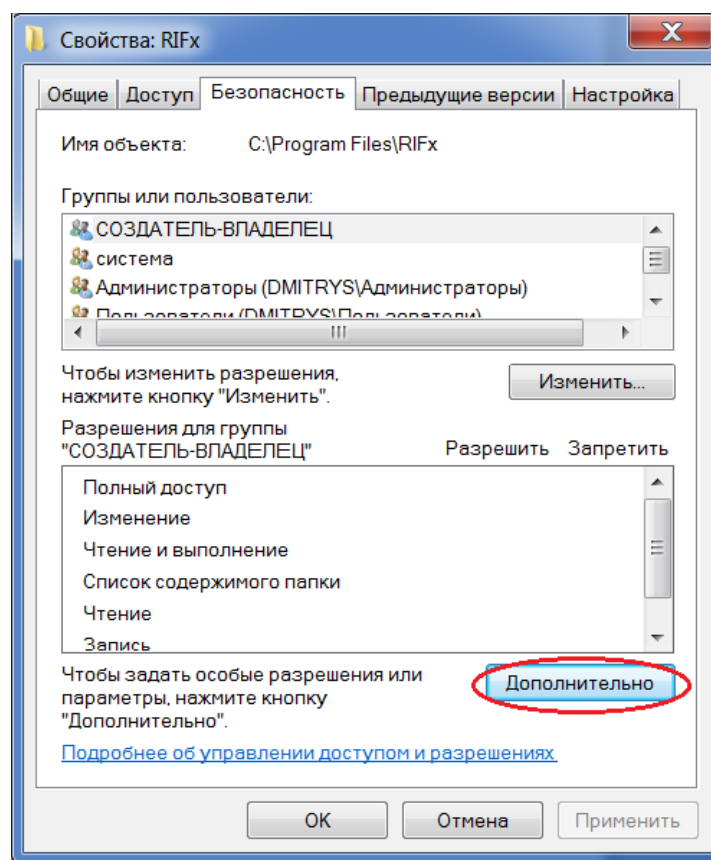 Свойства: RIFx
Общие Доступ Безопасность Предыдущие версии Настройка
Имя объекта: C:\Program Files\RIFx
Группы или пользователи:
СОЗДАТЕЛЬ-ВЛАДЕЛЕЦ
система
Администраторы (DMITRYS\Администраторы)
Пользователи (DMITRYS\Пользователи)
Чтобы изменить разрешения,
нажмите кнопку "Изменить".
Изменить...
Разрешения для группы
"СОЗДАТЕЛЬ-ВЛАДЕЛЕЦ" Разрешить Запретить
Полный доступ
Изменение
Чтение и выполнение
Список содержимого папки
Чтение
Запись
Чтобы задать особые разрешения или
параметры, нажмите кнопку
"Дополнительно".
Дополнительно
Подробнее об управлении доступом и разрешениях
ОК Отмена Применить